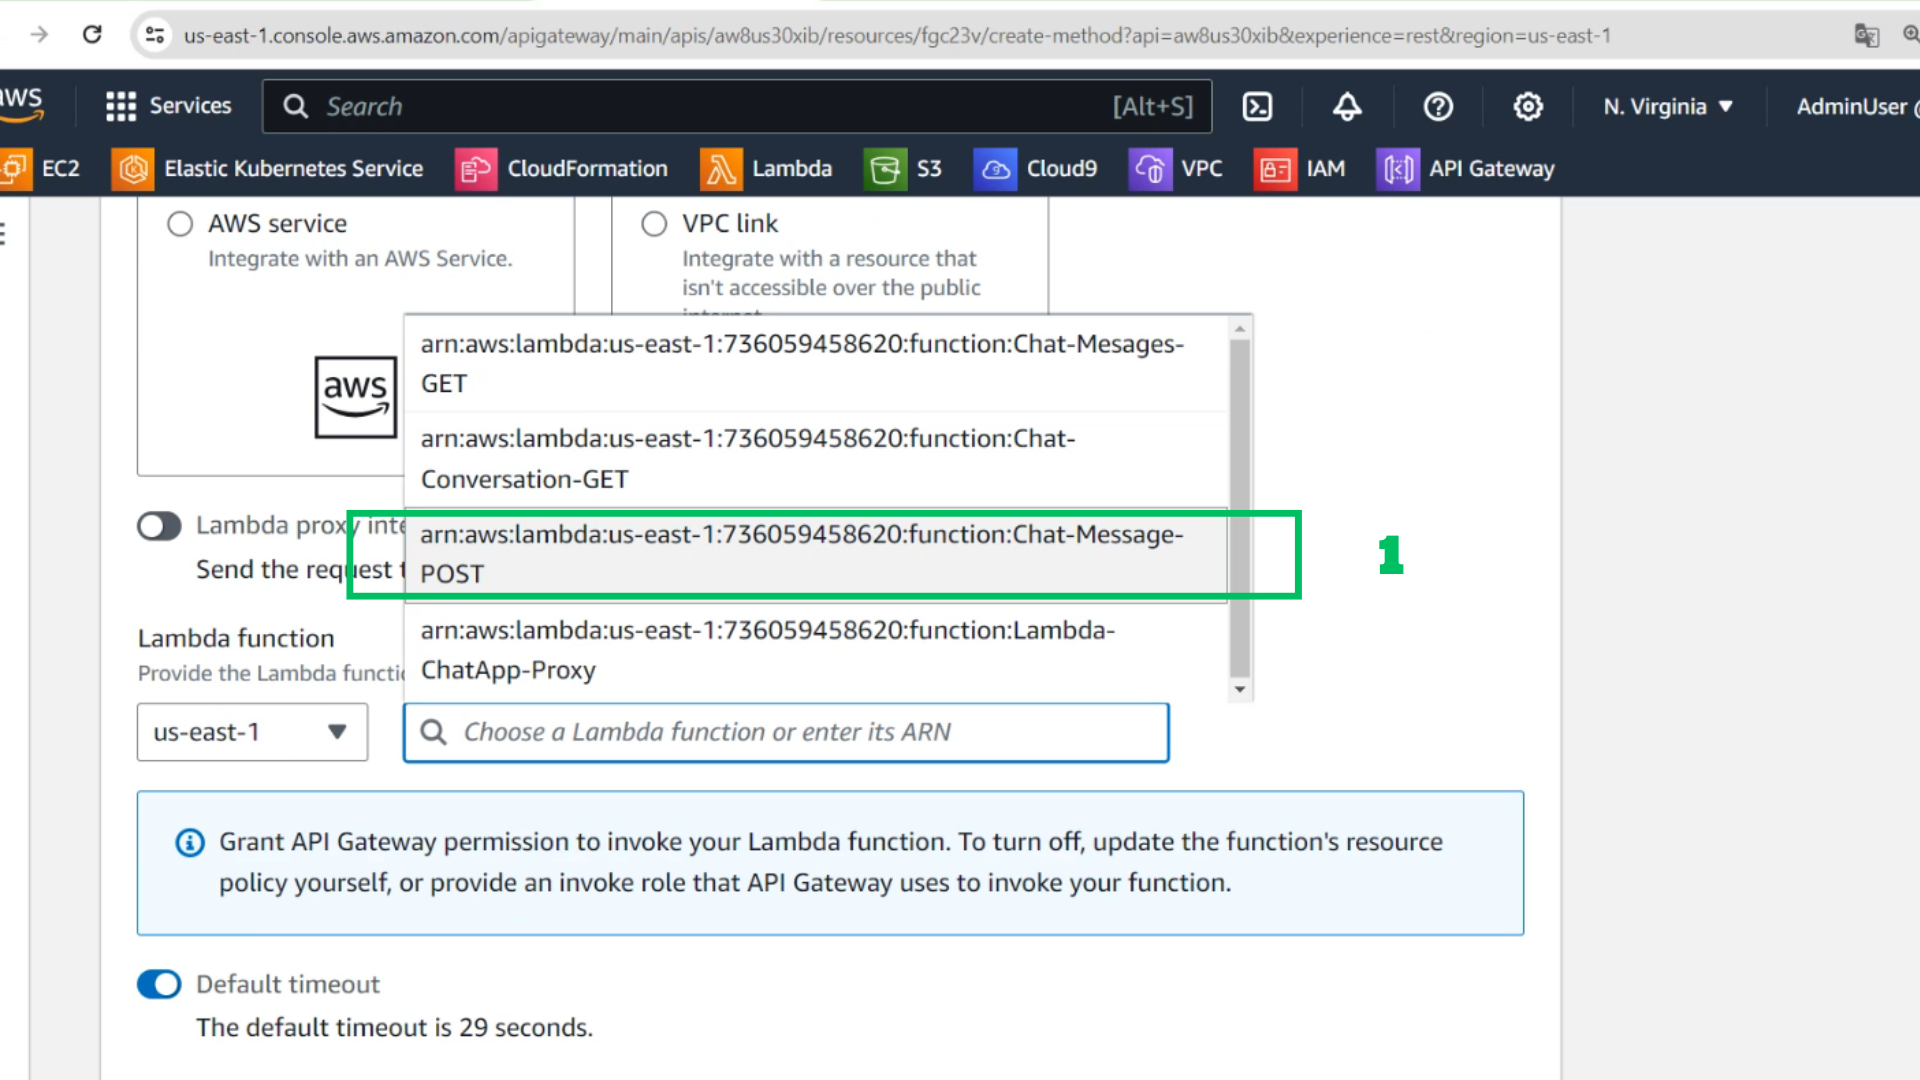 us-east-1.console.aws.amazon.com/apigateway/main/apis/aw8us30xib/resources/fgc23v/create-method?api=aw8us30xib&experience=rest&region=us-east-1
aws Services Search [Alt+S] N. Virginia AdminUser
EC2 Elastic Kubernetes Service CloudFormation Lambda S3 Cloud9 VPC IAM API Gateway
AWS service
Integrate with an AWS Service.
VPC link
Integrate with a resource that
isn't accessible over the public
aws
arn:aws:lambda:us-east-1:736059458620:function:Chat-Mesages-
GET
arn:aws:lambda:us-east-1:736059458620:function:Chat-
Conversation-GET
arn:aws:lambda:us-east-1:736059458620:function:Chat-Message-
POST
1
arn:aws:lambda:us-east-1:736059458620:function:Lambda-
ChatApp-Proxy
Lambda proxy inte
Send the request t
Lambda function
Provide the Lambda functi
us-east-1
Choose a Lambda function or enter its ARN
Grant API Gateway permission to invoke your Lambda function. To turn off, update the function's resource
policy yourself, or provide an invoke role that API Gateway uses to invoke your function.
Default timeout
The default timeout is 29 seconds.